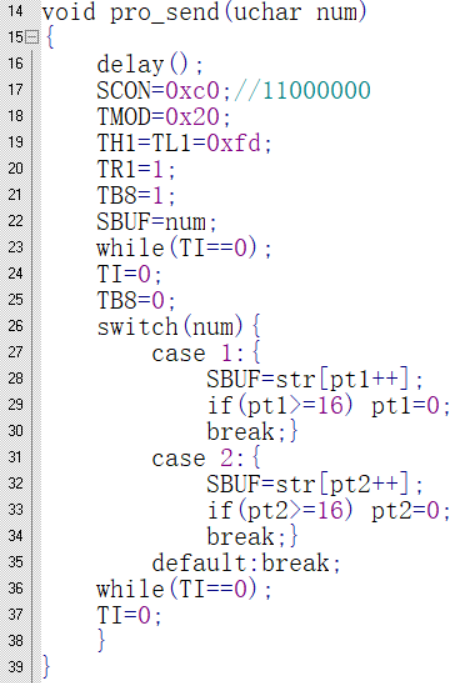 14 void pro_send(uchar num)
15 {
16 delay();
17 SCON=0xc0;//11000000
18 TMOD=0x20;
19 TH1=TL1=0xfd;
20 TR1=1;
21 TB8=1;
22 SBUF=num;
23 while(TI==0);
24 TI=0;
25 TB8=0;
26 switch(num){
27 case 1:{
28 SBUF=str[pt1++];
29 if(pt1>=16) pt1=0;
30 break;}
31 case 2:{
32 SBUF=str[pt2++];
33 if(pt2>=16) pt2=0;
34 break;}
35 default:break;
36 while(TI==0);
37 TI=0;
38 }
39 }